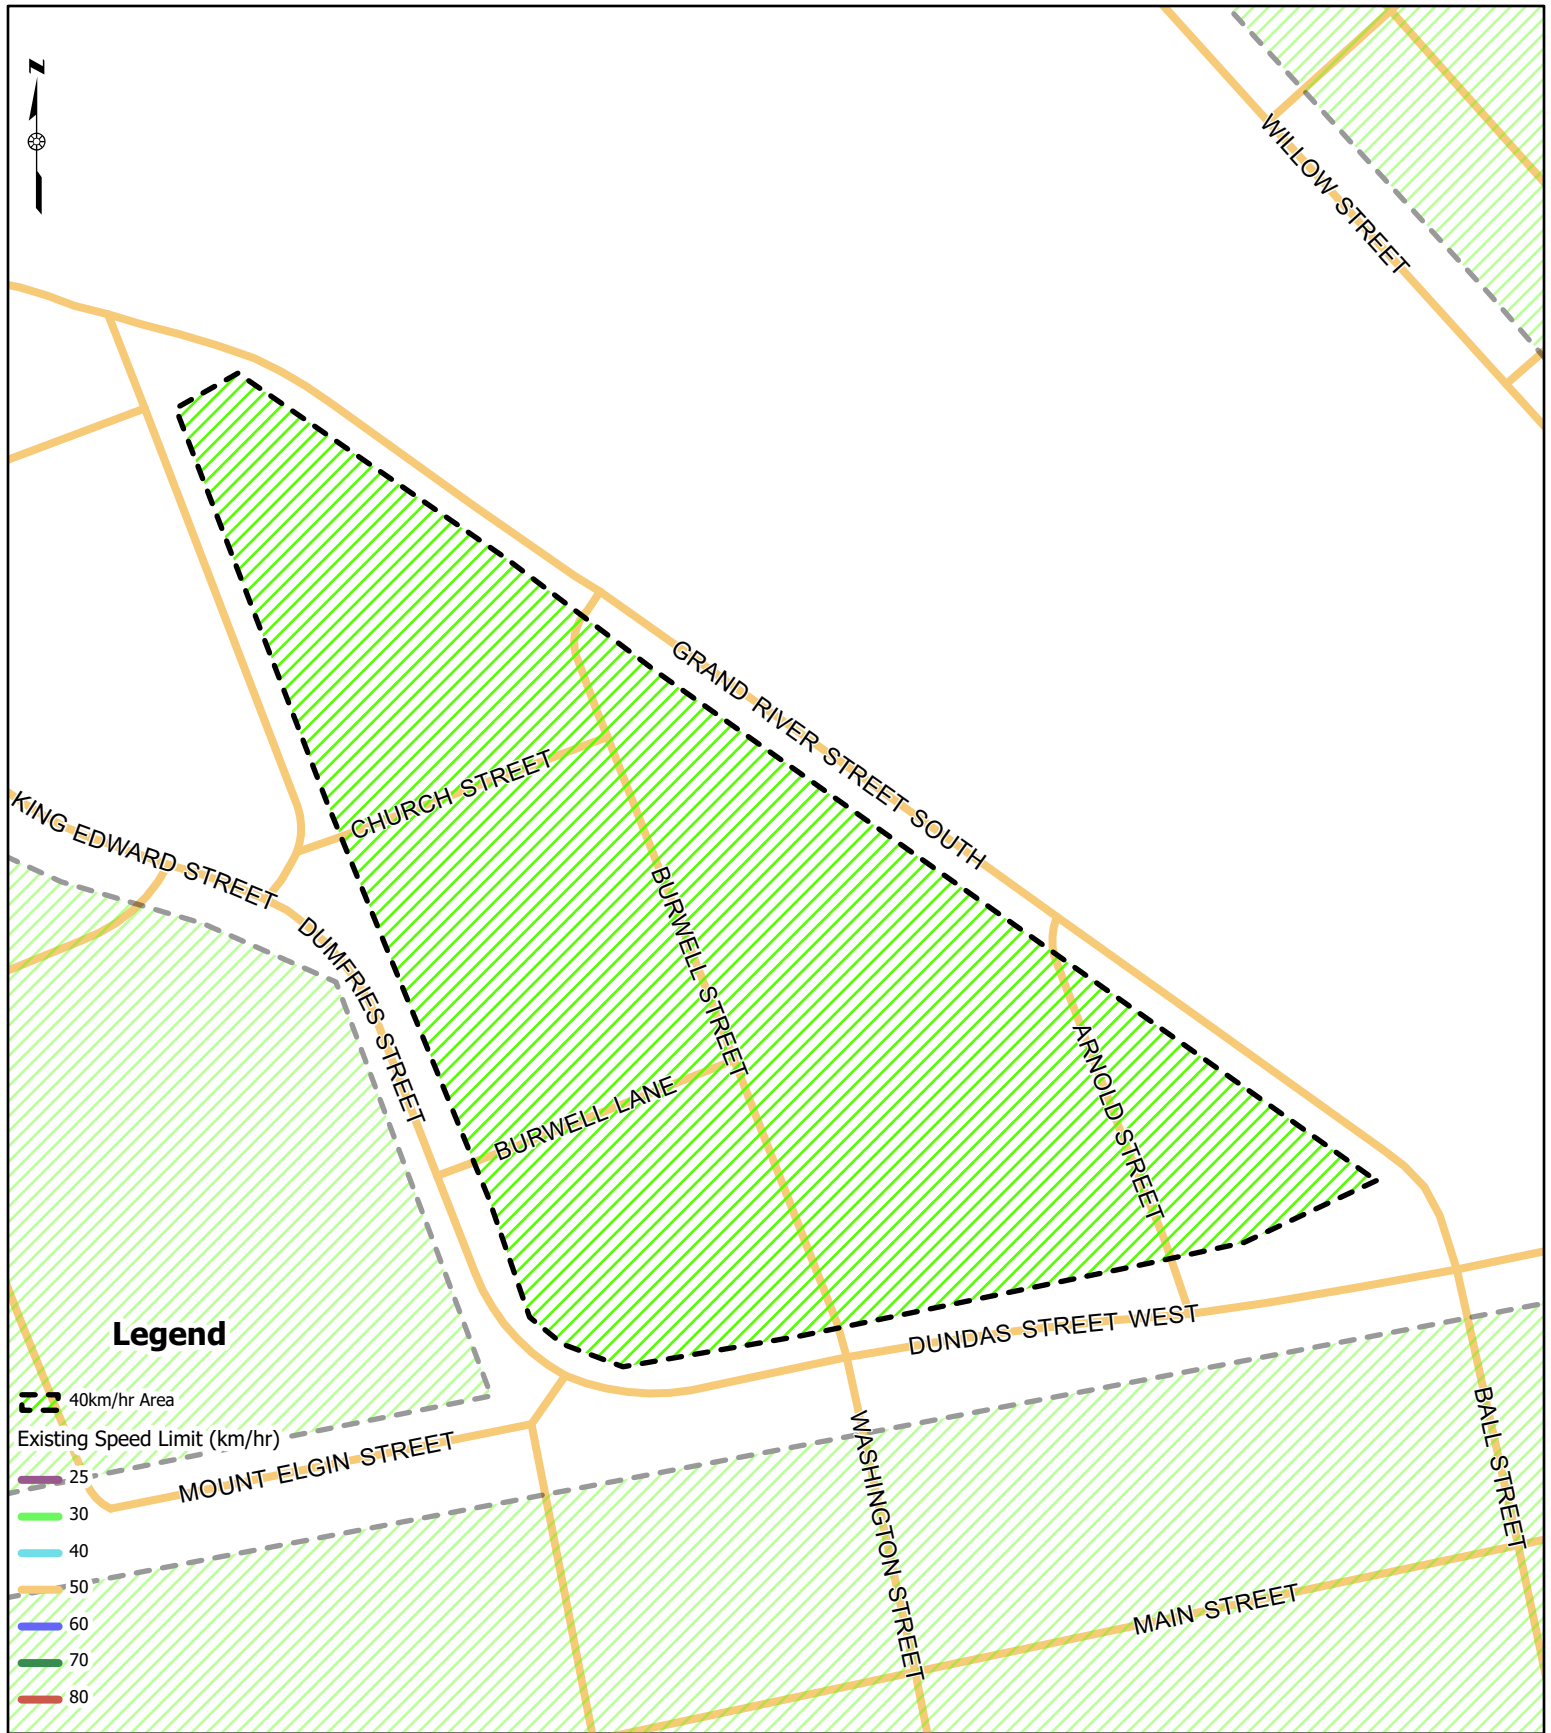 N
WILLOW STREET
GRAND RIVER STREET SOUTH
CHURCH STREET
KING EDWARD STREET
DUMFRIES STREET
BURWELL STREET
BURWELL LANE
ARNOLD STREET
DUNDAS STREET WEST
MOUNT ELGIN STREET
WASHINGTON STREET
BALL STREET
MAIN STREET
Legend
40km/hr Area
Existing Speed Limit (km/hr)
25
30
40
50
60
70
80